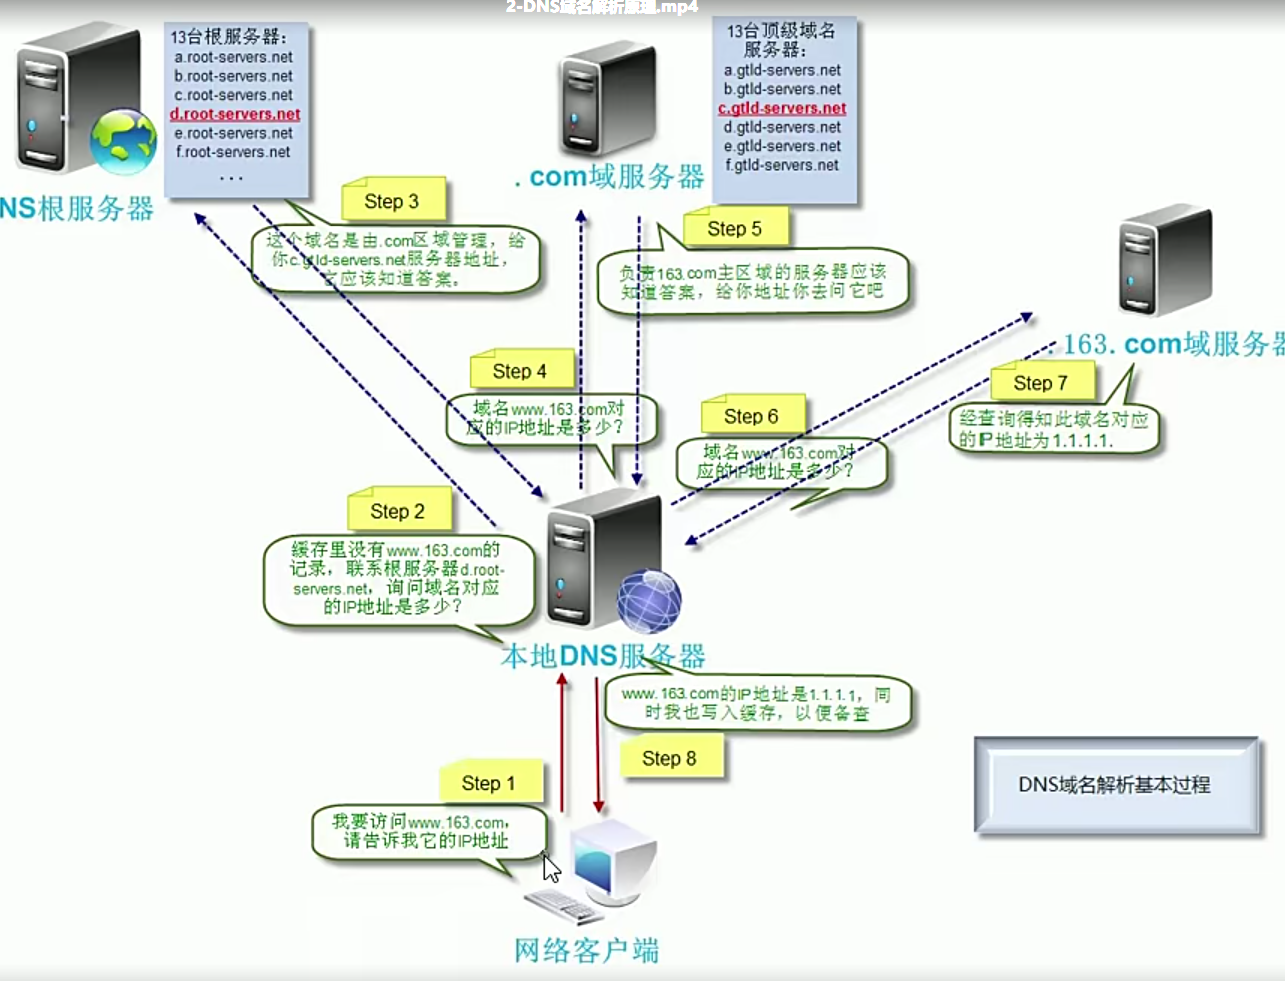 2-DNS域名解析原理.mp4
13台根服务器：
a.root-servers.net
b.root-servers.net
c.root-servers.net
d.root-servers.net
e.root-servers.net
f.root-servers.net
...
NS根服务器
13台顶级域名
服务器：
a.gtld-servers.net
b.gtld-servers.net
c.gtld-servers.net
d.gtld-servers.net
e.gtld-servers.net
f.gtld-servers.net
.com域服务器
Step 3
这个域名是由.com区域管理，给
你c.gtld-servers.net服务器地址，
它应该知道答案。
Step 5
负责163.com主区域的服务器应该
知道答案，给你地址你去问它吧
.163.com域服务器
Step 4
域名www.163.com对
应的IP地址是多少？
Step 6
域名www.163.com对
应的IP地址是多少？
Step 7
经查询得知此域名对应
的IP地址为1.1.1.1.
Step 2
缓存里没有www.163.com的
记录，联系根服务器d.root-
servers.net，询问域名对应
的IP地址是多少？
本地DNS服务器
www.163.com的IP地址是1.1.1.1，同
时我也写入缓存，以便备查
Step 8
Step 1
我要访问www.163.com，
请告诉我它的IP地址
网络客户端
DNS域名解析基本过程